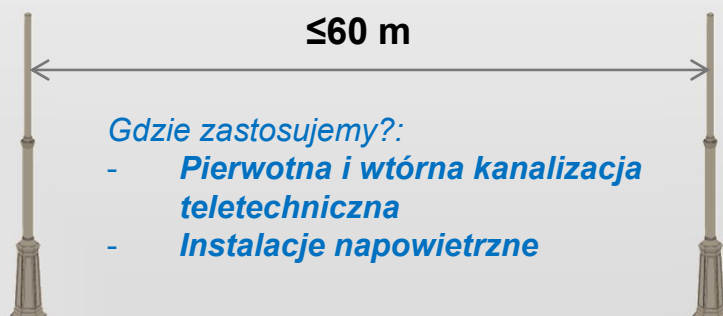 ≤60 m
Gdzie zastosujemy?:
- Pierwotna i wtórna kanalizacja
teletechniczna
- Instalacje napowietrzne